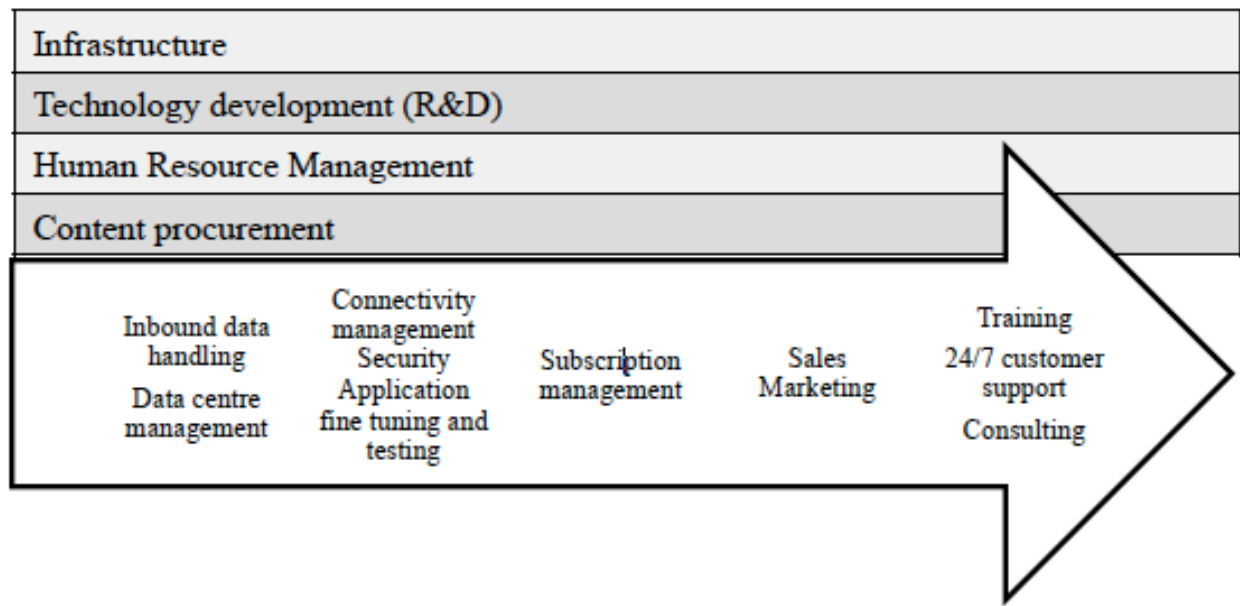 Infrastructure
Technology development (R&D)
Human Resource Management
Content procurement
Inbound data
handling
Data centre
management
Connectivity
management
Security
Application
fine tuning and
testing
Subscription
management
Sales
Marketing
Training
24/7 customer
support
Consulting